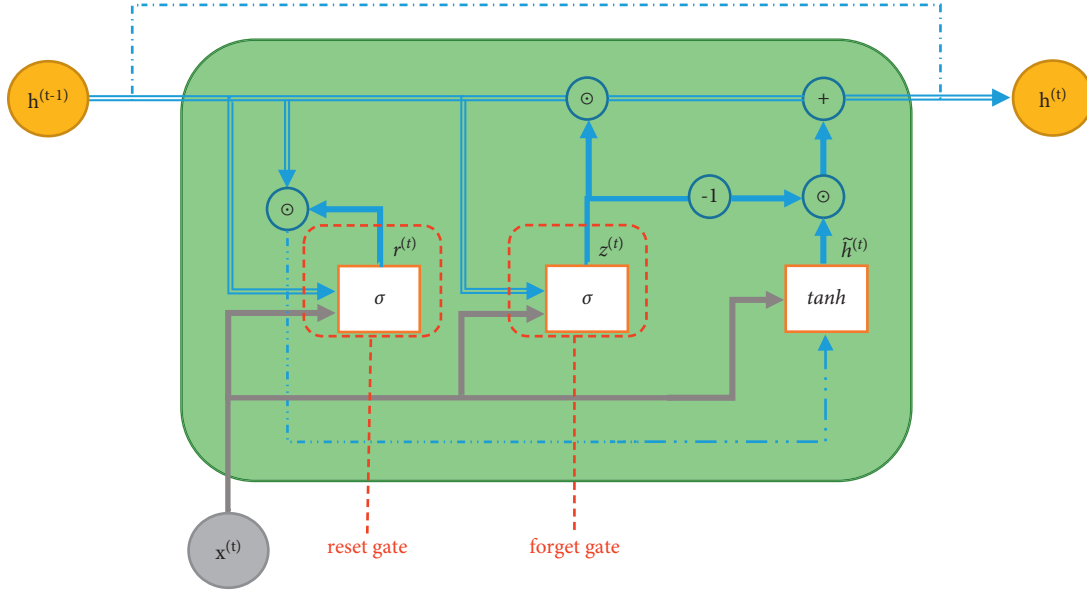 h(t-1)
⊙
+
h(t)
⊙
-1
⊙
r(t)
z(t)
h̃(t)
σ
σ
tanh
x(t)
reset gate
forget gate